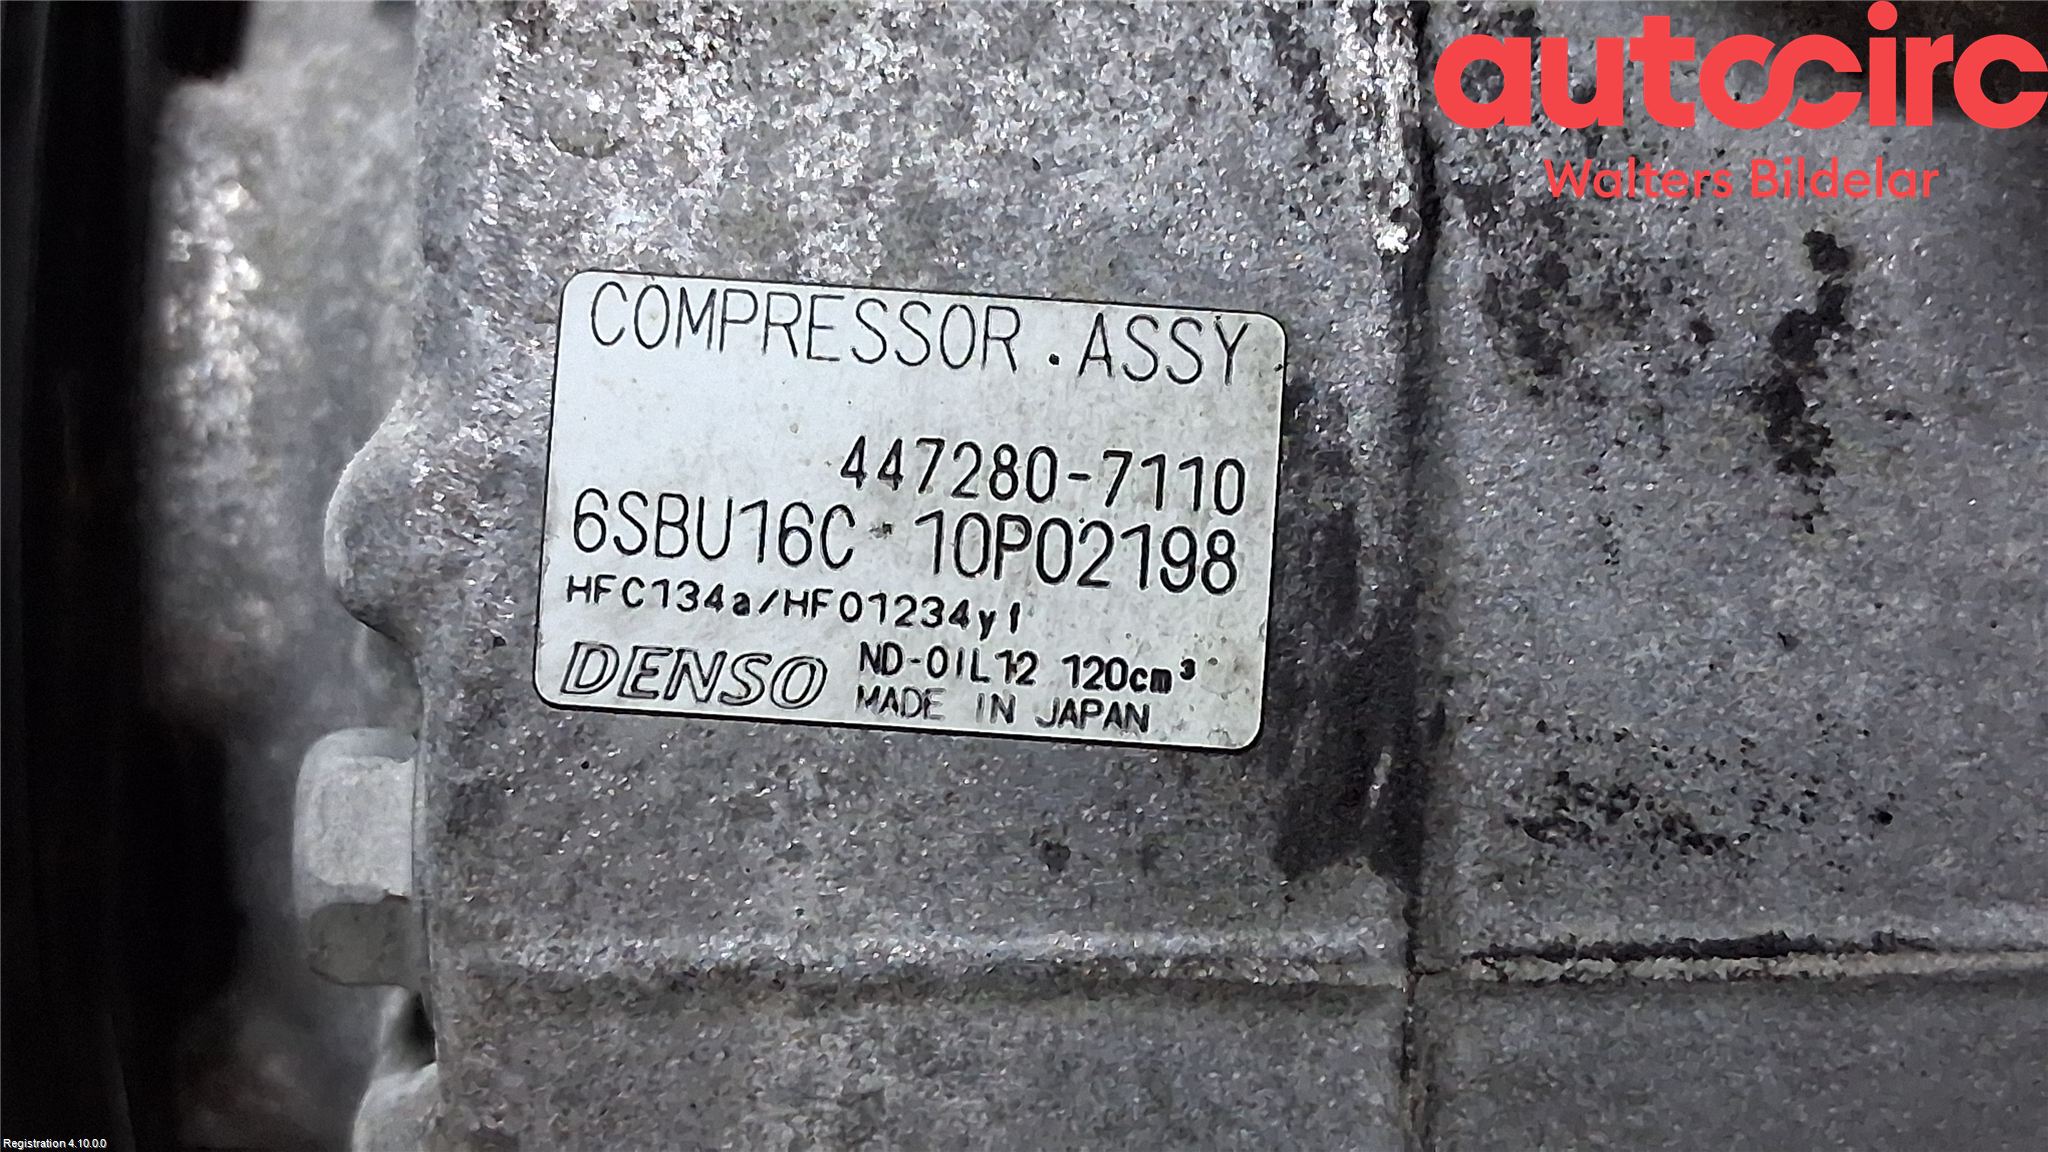 autocirc
Walters Bildelar
COMPRESSOR.ASSY
447280-7110
6SBU16C 10P02198
HFC134a/HFO1234yf
DENSO ND-OIL12 120cm³
MADE IN JAPAN
Registration 4.10.0.0